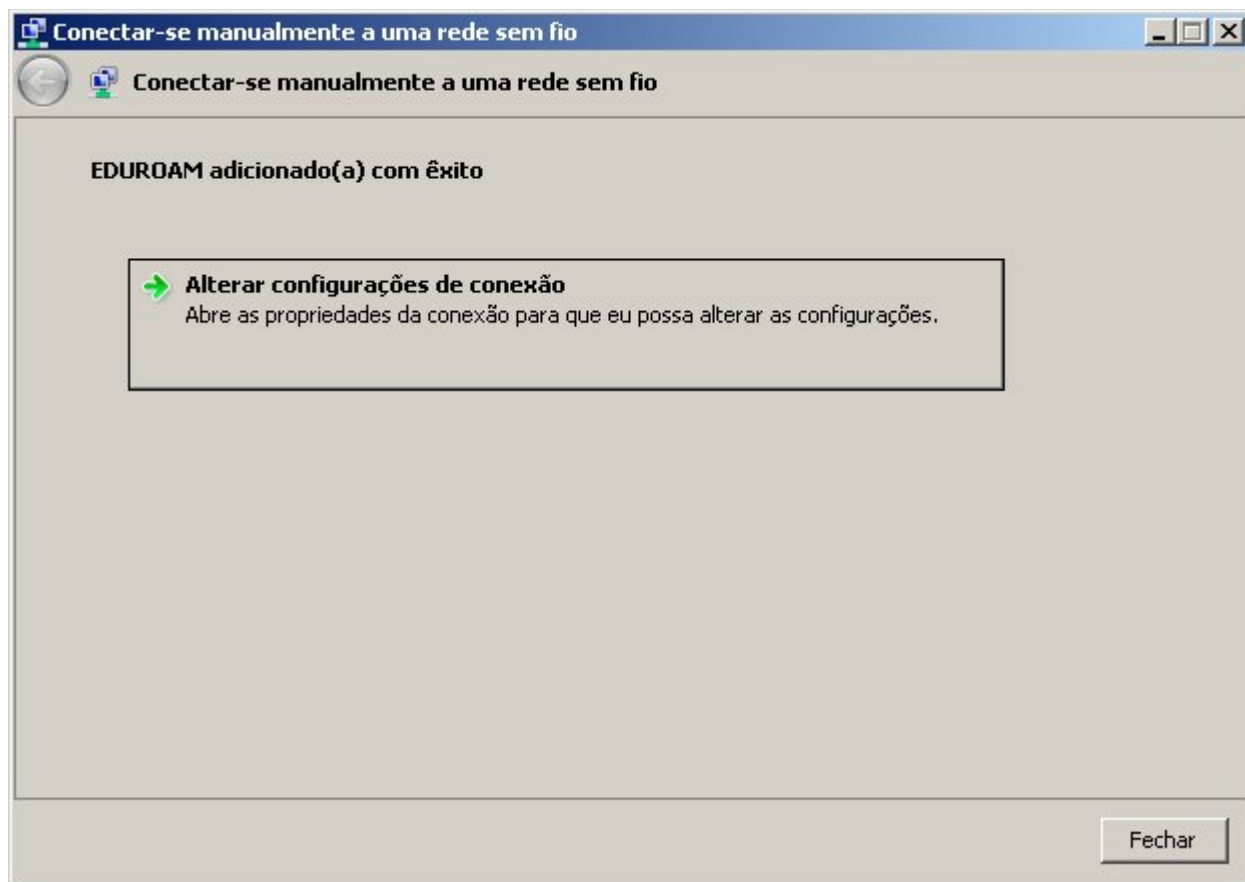 Conectar-se manualmente a uma rede sem fio
Conectar-se manualmente a uma rede sem fio
EDUROAM adicionado(a) com êxito
Alterar configurações de conexão
Abre as propriedades da conexão para que eu possa alterar as configurações.
Fechar